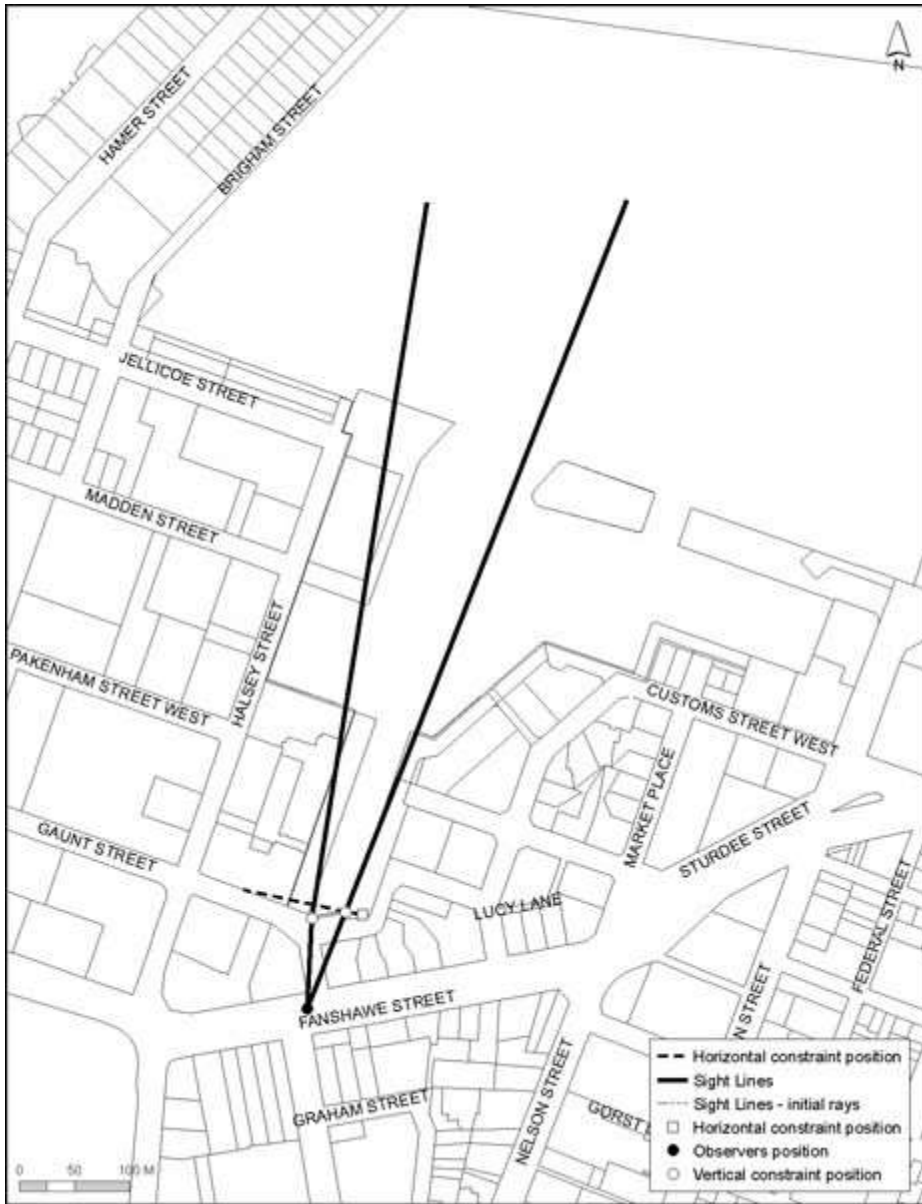 N
HAMER STREET
BRIGHAM STREET
JELLICOE STREET
MADDEN STREET
HALSEY STREET
PAKENHAM STREET WEST
CUSTOMS STREET WEST
MARKET PLACE
STURDEE STREET
GAUNT STREET
LUCY LANE
FEDERAL STREET
FANSHAWE STREET
N STREET
NELSON STREET
GRAHAM STREET
GORST
Horizontal constraint position
Sight Lines
Sight Lines - initial rays
Horizontal constraint position
Observers position
Vertical constraint position
0 50 100 M